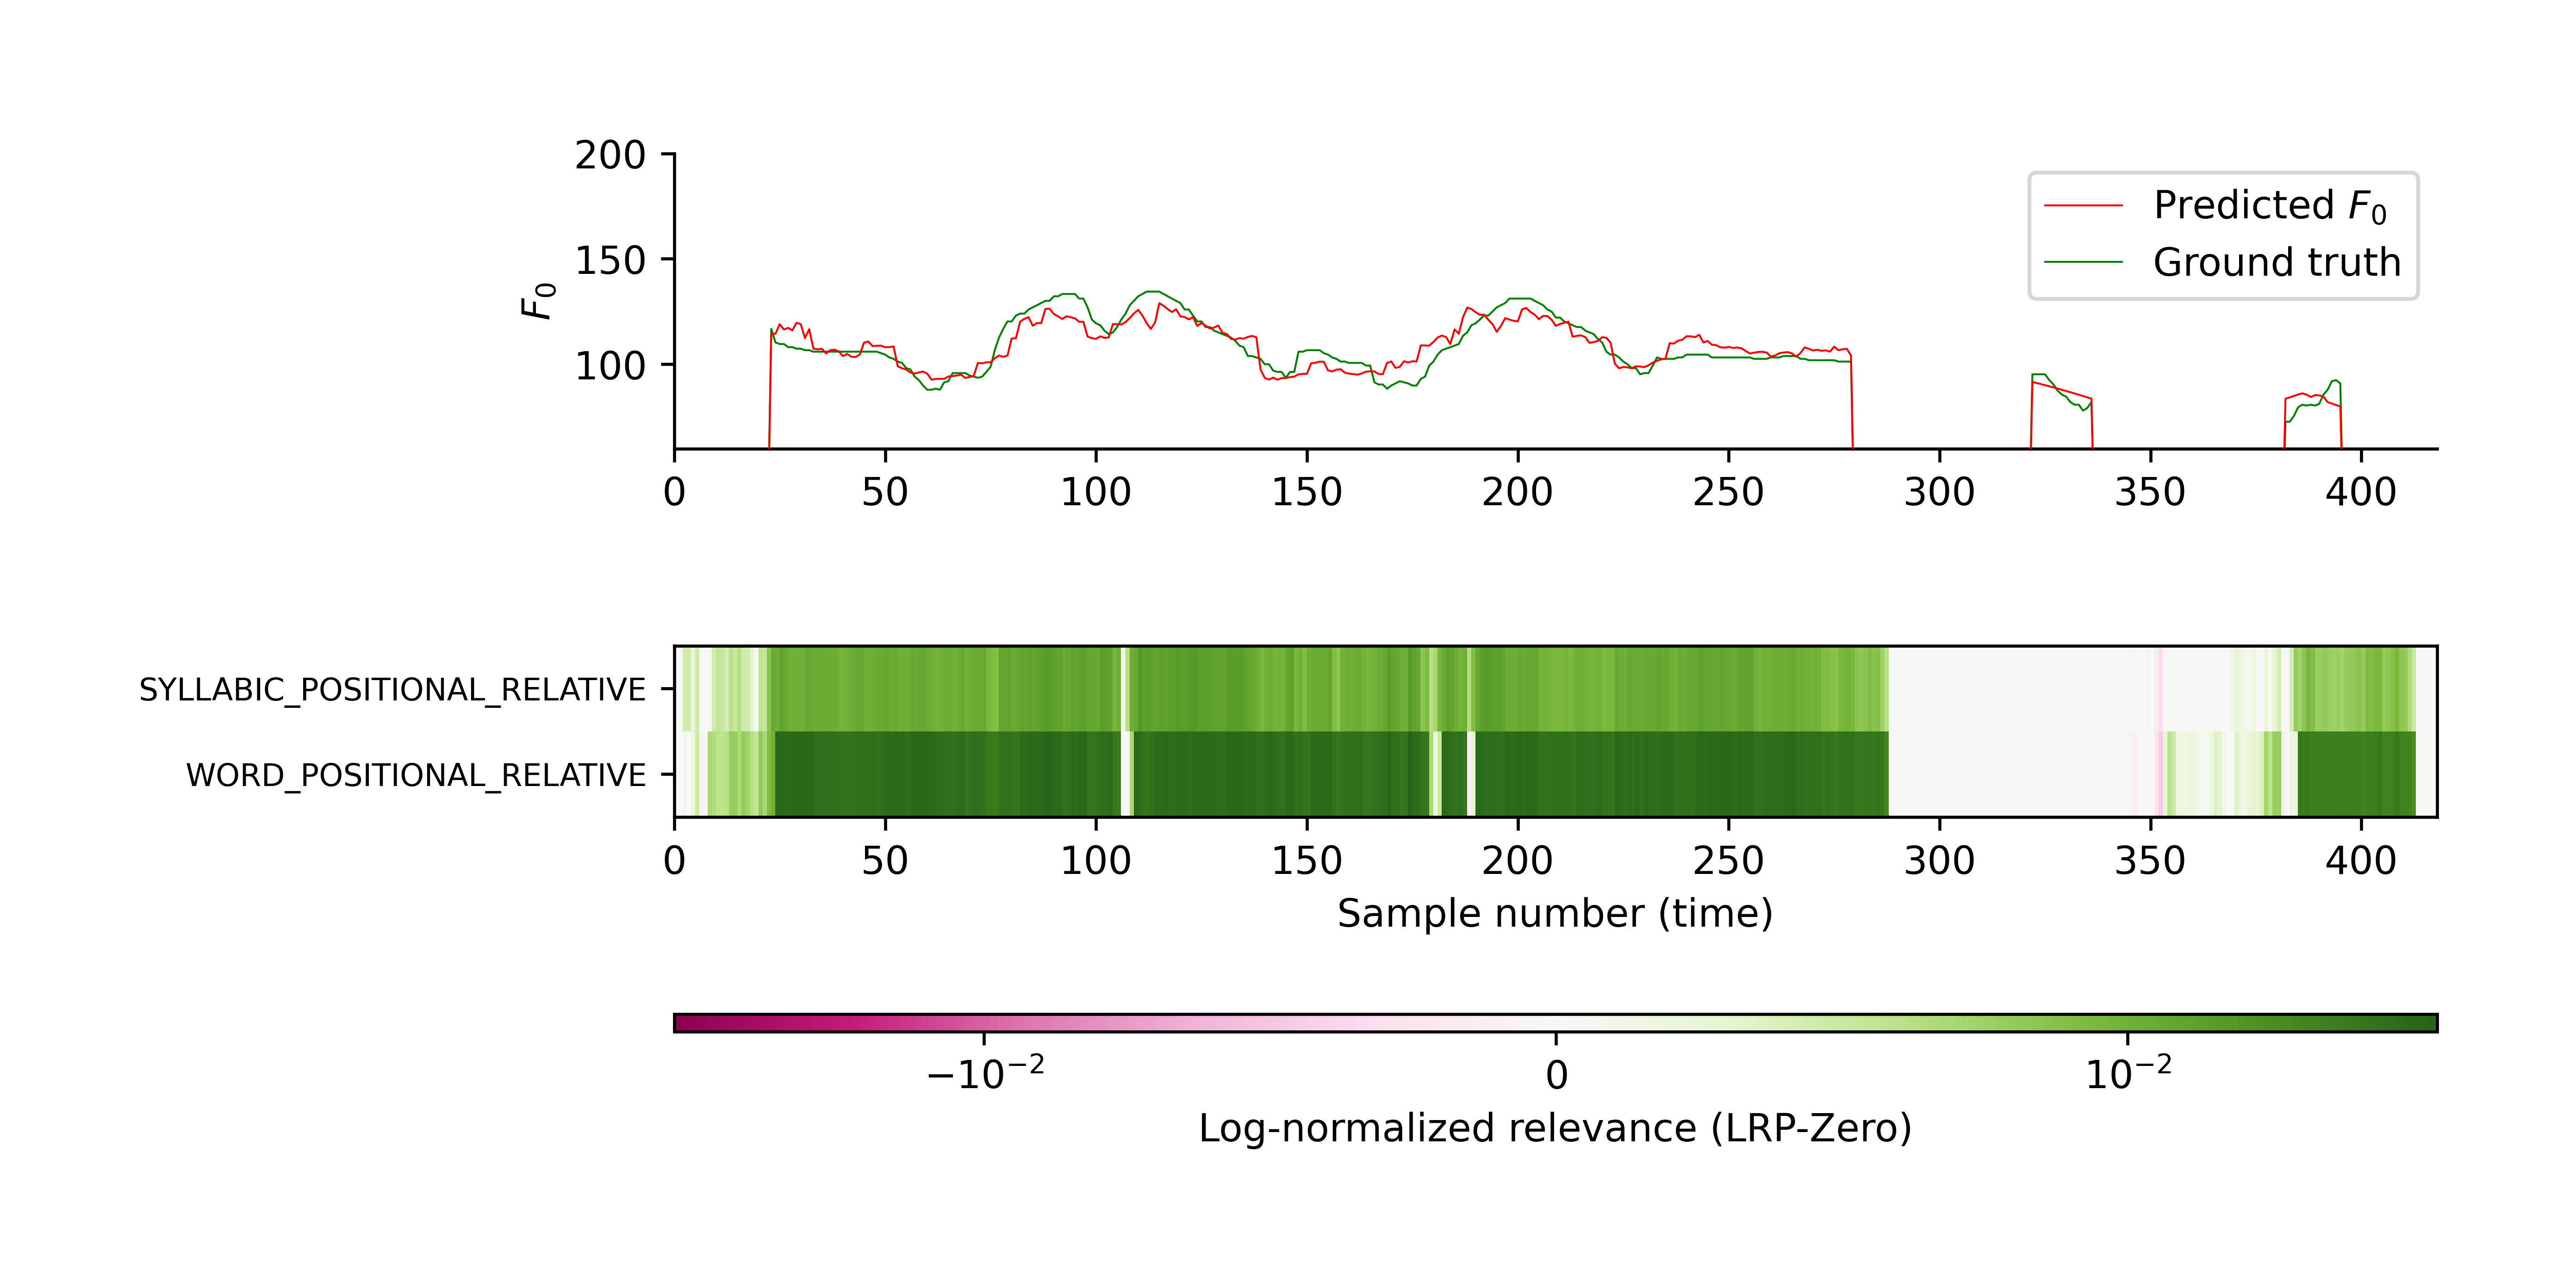 200
150
100
F₀
Predicted F₀
Ground truth
0 50 100 150 200 250 300 350 400
SYLLABIC_POSITIONAL_RELATIVE
WORD_POSITIONAL_RELATIVE
0 50 100 150 200 250 300 350 400
Sample number (time)
−10⁻² 0 10⁻²
Log-normalized relevance (LRP-Zero)